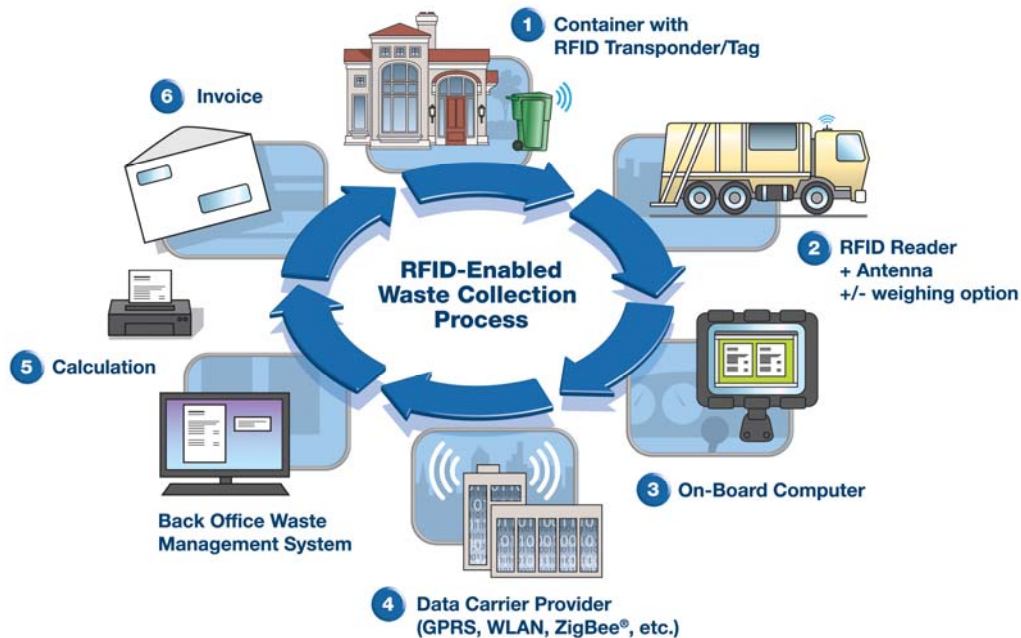 1 Container with
RFID Transponder/Tag
2 RFID Reader
+ Antenna
+/- weighing option
3 On-Board Computer
4 Data Carrier Provider
(GPRS, WLAN, ZigBee®, etc.)
Back Office Waste
Management System
5 Calculation
6 Invoice
RFID-Enabled
Waste Collection
Process